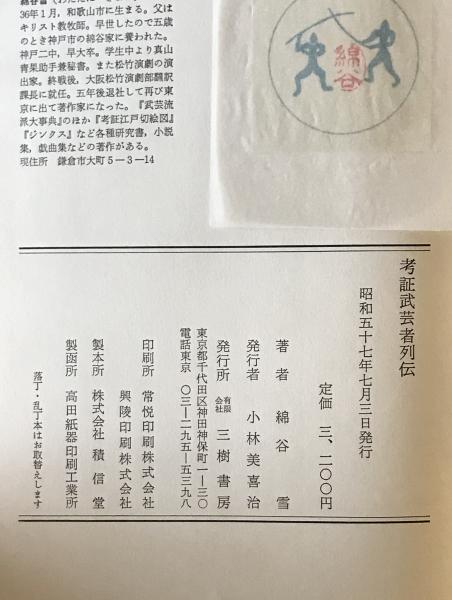 36年1月，和歌山市に生まる。父は
キリスト教牧師。早世したので五歳
のとき神戸市の綿谷家に養われた。
神戸二中，早大卒。学生中より真山
青果助手兼秘書。また松竹演劇の演
出家。終戦後，大阪松竹演劇部翻訳
課長に就任。五年後退社して再び東
京に出て著作家になった。『武芸流
派大事典』のほか『考証江戸切絵図』
『ジンクス』など各種研究書，小説
集，戯曲集などの著作がある。
現住所　鎌倉市大町5－3－14
綿谷
考証武芸者列伝
昭和五十七年七月三日発行
定価　三、二〇〇円
著者　綿谷　雪
発行者　小林美喜治
発行所　有限会社　三樹書房
東京都千代田区神田神保町一ー三〇
電話東京　〇三ー二九五ー五三九八
印刷所　常悦印刷株式会社
興陵印刷株式会社
製本所　株式会社　積信堂
製函所　高田紙器印刷工業所
落丁・乱丁本はお取替えします